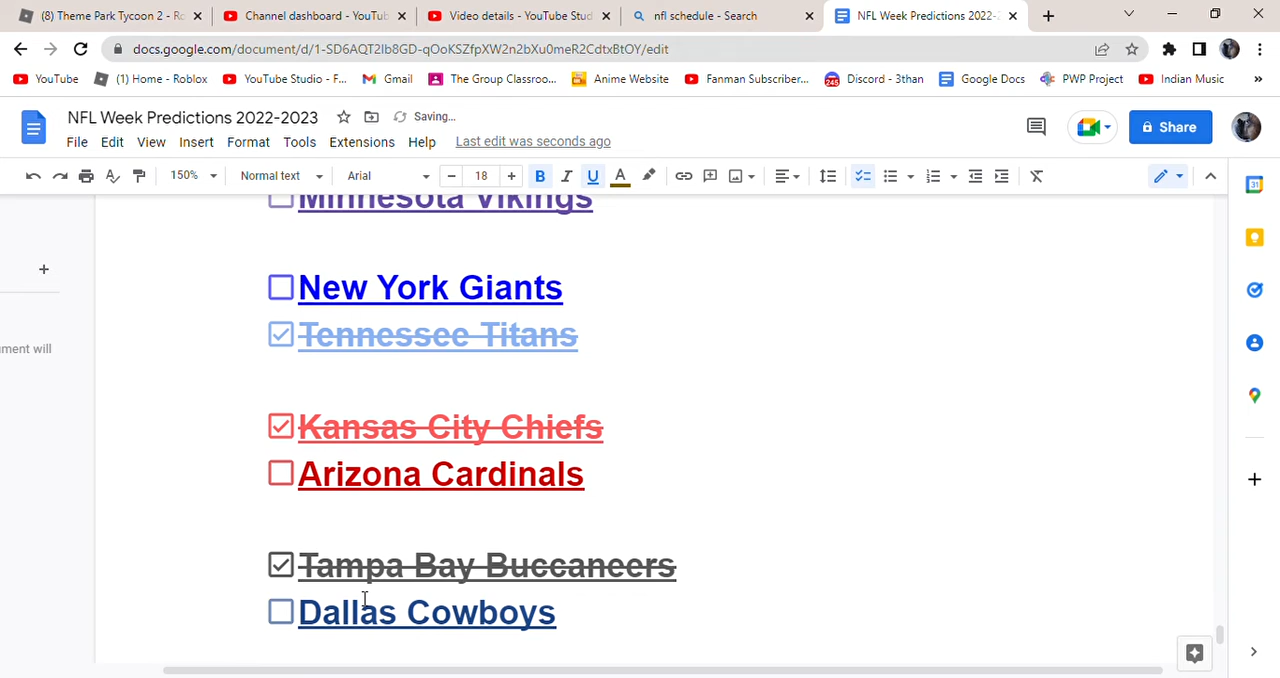 (8) Theme Park Tycoon 2 - Ro
Channel dashboard - YouTub
Video details - YouTube Stud
nfl schedule - Search
NFL Week Predictions 2022-
docs.google.com/document/d/1-SD6AQT2Ib8GD-qOoKSZfpXW2n2bXu0meR2CdtxBtOY/edit
YouTube
(1) Home - Roblox
YouTube Studio - F...
Gmail
The Group Classroo...
Anime Website
Fanman Subscriber...
245
Discord - 3than
Google Docs
PWP Project
Indian Music
»
NFL Week Predictions 2022-2023
Saving...
Share
File Edit View Insert Format Tools Extensions Help
Last edit was seconds ago
150%
Normal text
Arial
− 18 +
B I U A
31
Minnesota Vikings
New York Giants
Tennessee Titans
ument will
Kansas City Chiefs
Arizona Cardinals
Tampa Bay Buccaneers
Dallas Cowboys